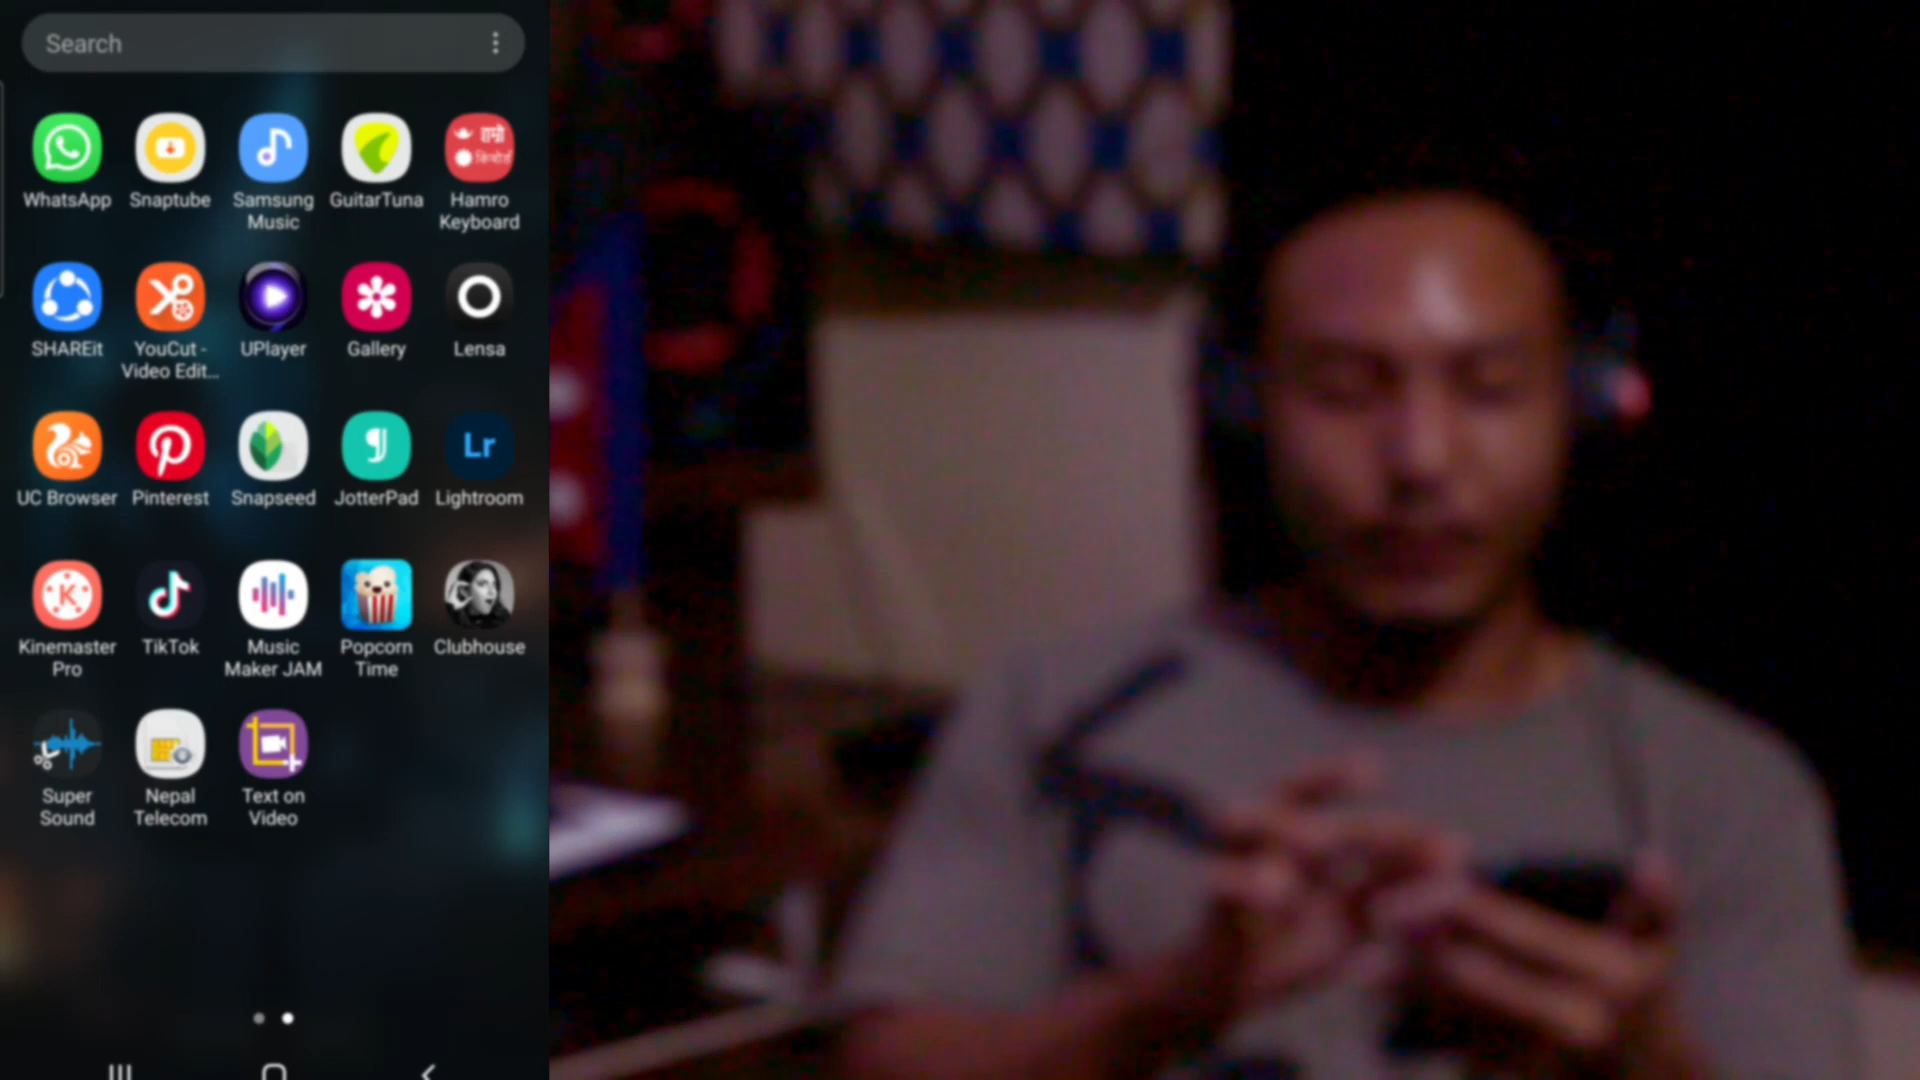 Search
WhatsApp
Snaptube
Samsung
Music
GuitarTuna
हाम्रो
किबोर्ड
Hamro
Keyboard
SHAREit
YouCut -
Video Edit...
UPlayer
Gallery
Lensa
UC Browser
Pinterest
Snapseed
JotterPad
Lr
Lightroom
K
Kinemaster
Pro
TikTok
Music
Maker JAM
Popcorn
Time
Clubhouse
Super
Sound
Nepal
Telecom
Text on
Video